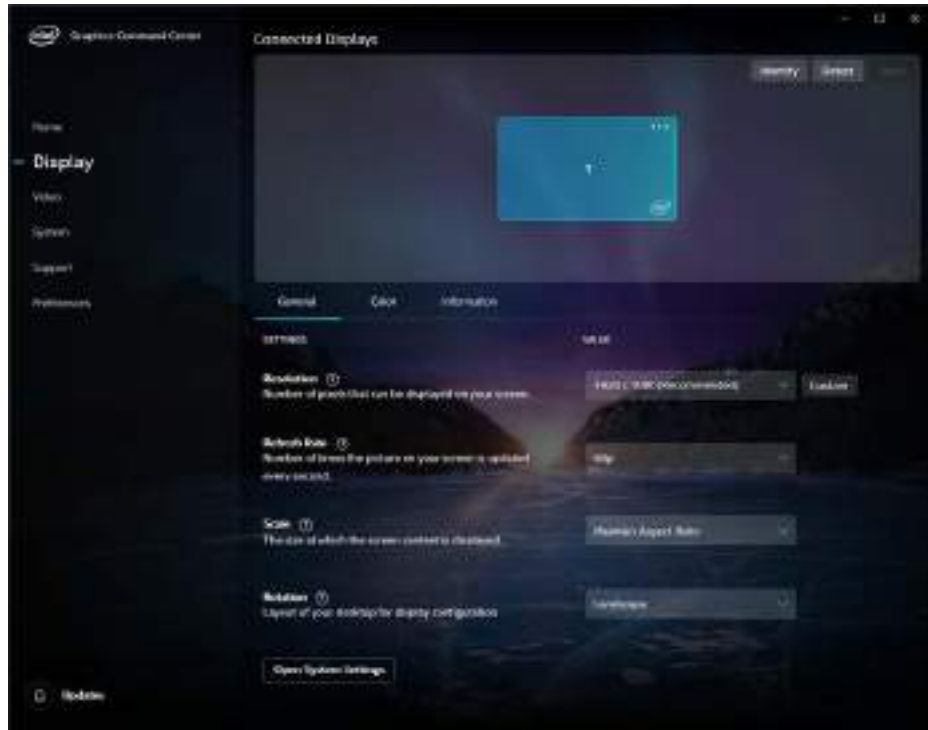 intel
Graphics Command Center
Connected Displays
Identify
Detect
1
Home
Display
Video
System
Support
Preferences
General
Color
Information
SETTINGS
VALUE
Resolution
(Recommended)
Custom
Number of pixels that can be displayed on your screen.
Refresh Rate
Number of times the picture on your screen is updated
every second.
Scale
Maintain Aspect Ratio
The size at which the screen content is displayed.
Rotation
Landscape
Layout of your desktop for display configuration
Open System Settings
Updates